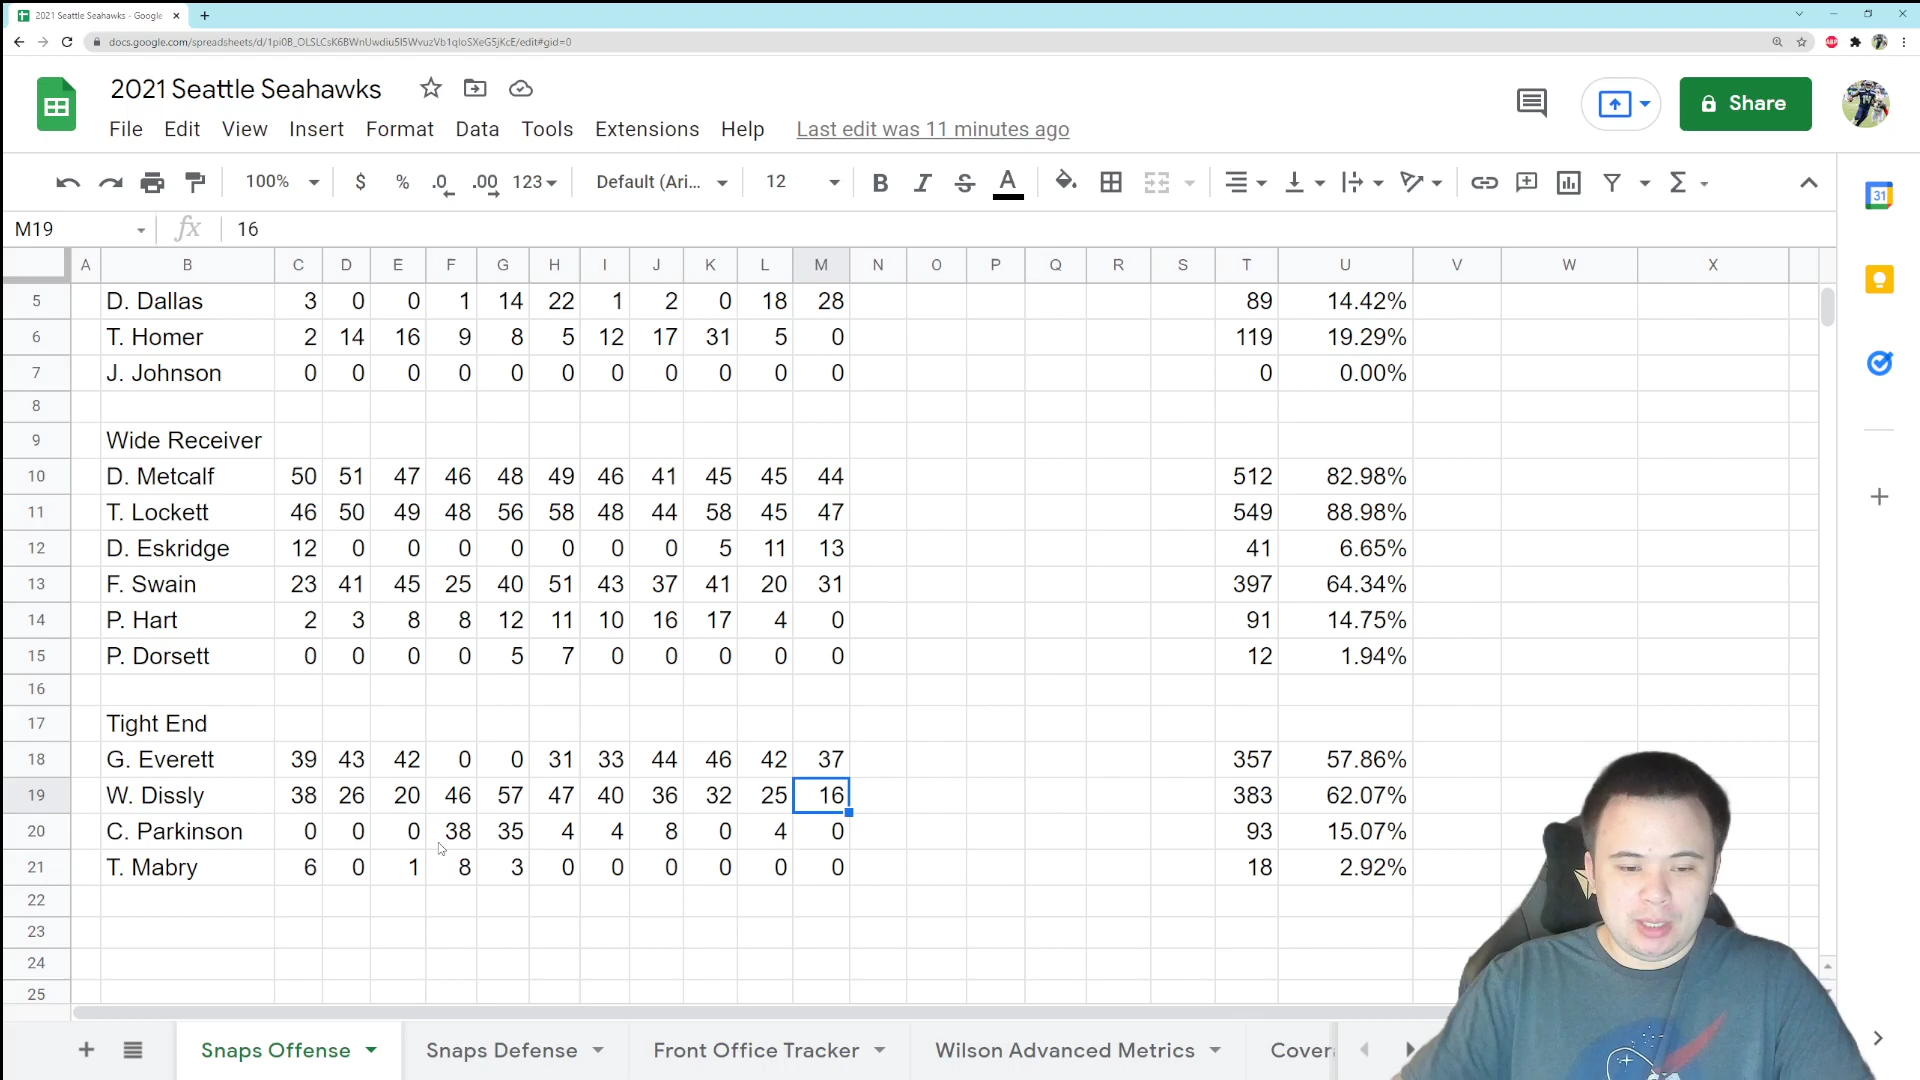 2021 Seattle Seahawks - Google
docs.google.com/spreadsheets/d/1pi0B_OLSLCsK6BWnUwdiu5I5WvuzVb1qIoSXeG5jKcE/edit#gid=0
2021 Seattle Seahawks
Share
File Edit View Insert Format Data Tools Extensions Help Last edit was 11 minutes ago
100% $ % .0 .00 123 Default (Ari... 12 B I S A Σ
31
M19 fx 16
A B C D E F G H I J K L M N O P Q R S T U V W X
5 D. Dallas 3 0 0 1 14 22 1 2 0 18 28 89 14.42%
6 T. Homer 2 14 16 9 8 5 12 17 31 5 0 119 19.29%
7 J. Johnson 0 0 0 0 0 0 0 0 0 0 0 0 0.00%
8
9 Wide Receiver
10 D. Metcalf 50 51 47 46 48 49 46 41 45 45 44 512 82.98%
11 T. Lockett 46 50 49 48 56 58 48 44 58 45 47 549 88.98%
12 D. Eskridge 12 0 0 0 0 0 0 0 5 11 13 41 6.65%
13 F. Swain 23 41 45 25 40 51 43 37 41 20 31 397 64.34%
14 P. Hart 2 3 8 8 12 11 10 16 17 4 0 91 14.75%
15 P. Dorsett 0 0 0 0 5 7 0 0 0 0 0 12 1.94%
16
17 Tight End
18 G. Everett 39 43 42 0 0 31 33 44 46 42 37 357 57.86%
19 W. Dissly 38 26 20 46 57 47 40 36 32 25 16 383 62.07%
20 C. Parkinson 0 0 0 38 35 4 4 8 0 4 0 93 15.07%
21 T. Mabry 6 0 1 8 3 0 0 0 0 0 0 18 2.92%
22
23
24
25
Snaps Offense Snaps Defense Front Office Tracker Wilson Advanced Metrics Cover